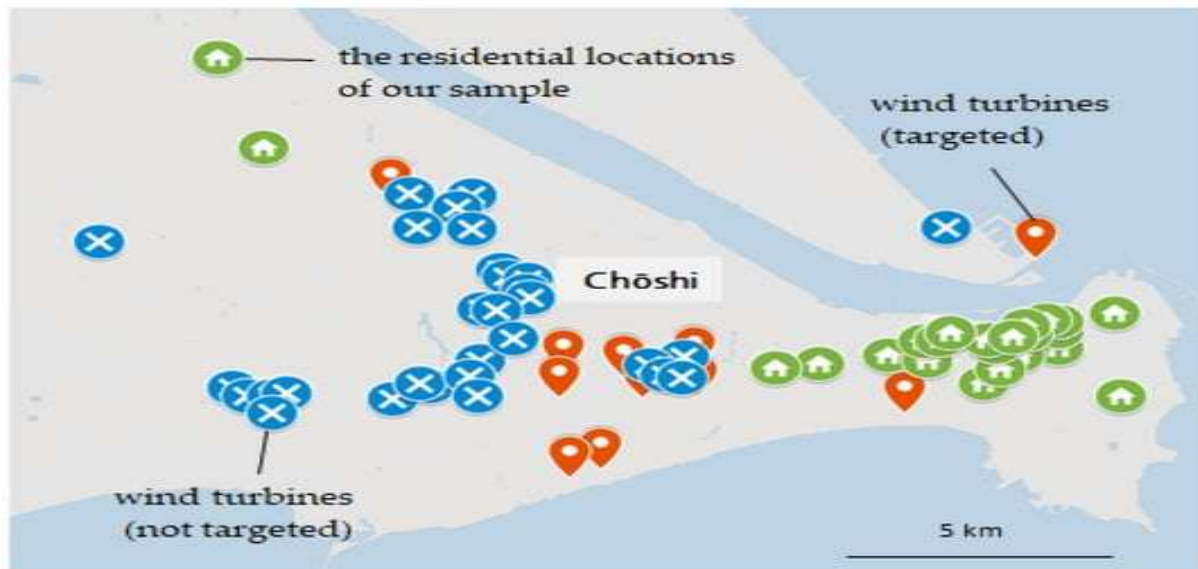 the residential locations
of our sample
wind turbines
(targeted)
Chōshi
wind turbines
(not targeted)
5 km